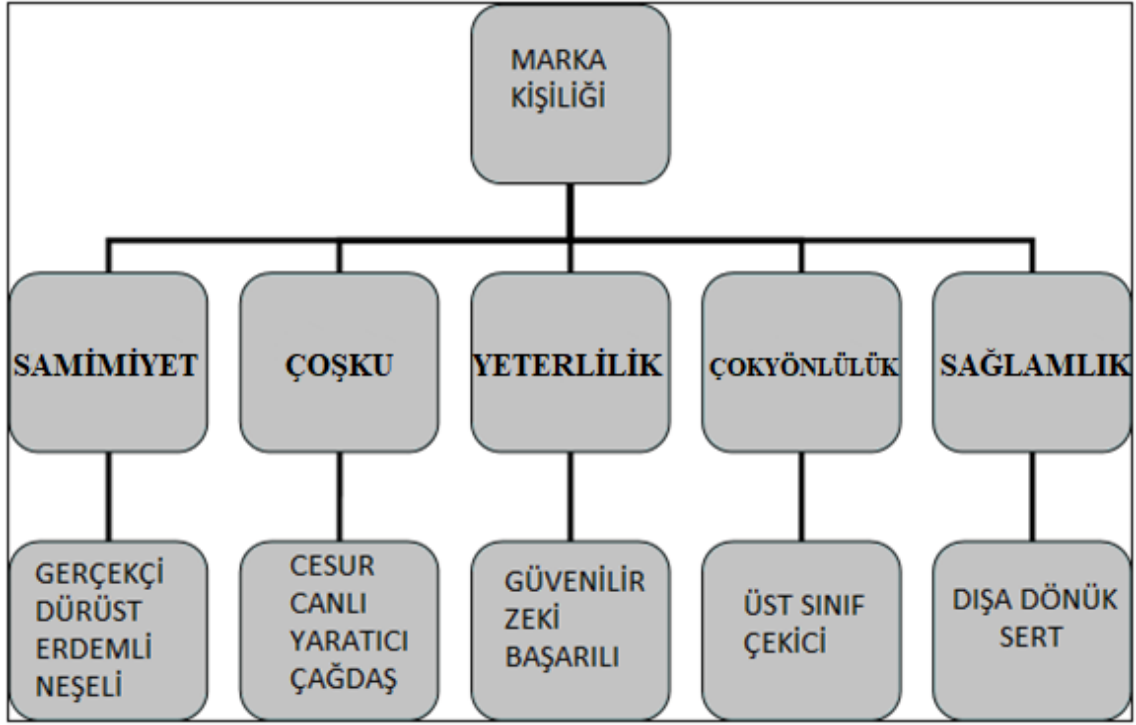 MARKA
KİŞİLİĞİ
SAMİMİYET
ÇOŞKU
YETERLİLİK
ÇOKYÖNLÜLÜK
SAĞLAMLIK
GERÇEKÇİ
DÜRÜST
ERDEMLİ
NEŞELİ
CESUR
CANLI
YARATICI
ÇAĞDAŞ
GÜVENİLİR
ZEKİ
BAŞARILI
ÜST SINIF
ÇEKİCİ
DIŞA DÖNÜK
SERT